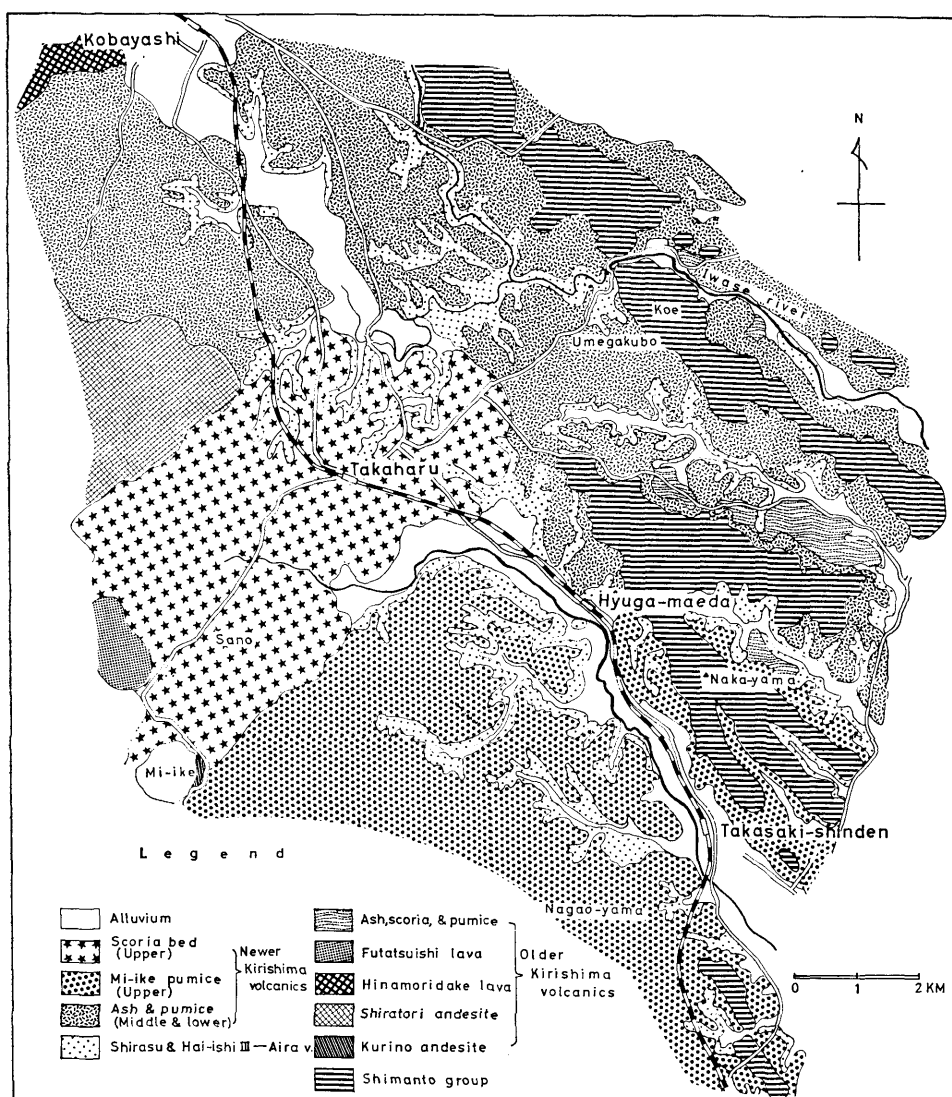 Kobayashi
N
Iwase river
Koe
Umegakubo
Takaharu
Hyuga-maeda
Sano
Naka-yama
Mi-ike
Takasaki-shinden
Nagao-yama
0 1 2 KM
Legend
Alluvium
Scoria bed
(Upper)
Mi-ike pumice
(Upper)
Ash & pumice
(Middle & lower)
Newer
Kirishima
volcanics
Shirasu & Hai-ishi III—Aira v.
Ash, scoria, & pumice
Futatsuishi lava
Hinamoridake lava
Shiratori andesite
Kurino andesite
Older
Kirishima
volcanics
Shimanto group